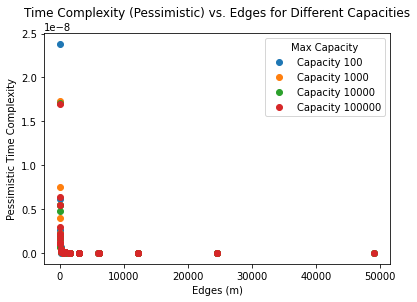 Time Complexity (Pessimistic) vs. Edges for Different Capacities
1e−8
2.5
2.0
1.5
1.0
0.5
0.0
Pessimistic Time Complexity
Max Capacity
Capacity 100
Capacity 1000
Capacity 10000
Capacity 100000
0 10000 20000 30000 40000 50000
Edges (m)